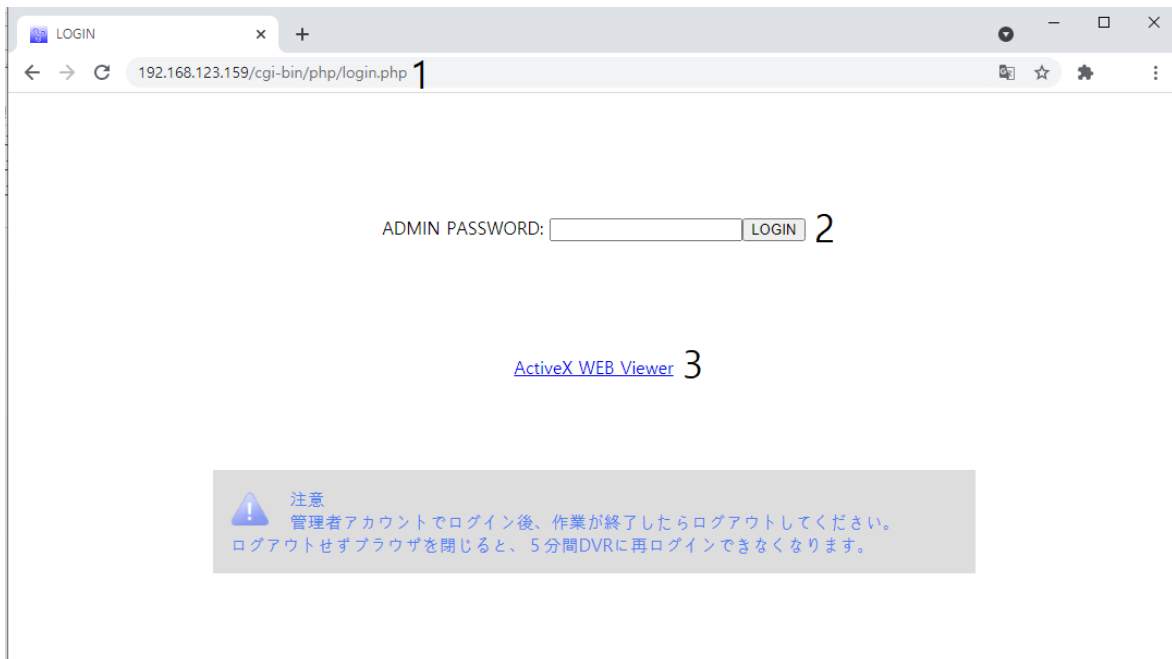 LOGIN
192.168.123.159/cgi-bin/php/login.php 1
ADMIN PASSWORD: LOGIN 2
ActiveX WEB Viewer 3
注意
管理者アカウントでログイン後、作業が終了したらログアウトしてください。
ログアウトせずブラウザを閉じると、５分間DVRに再ログインできなくなります。